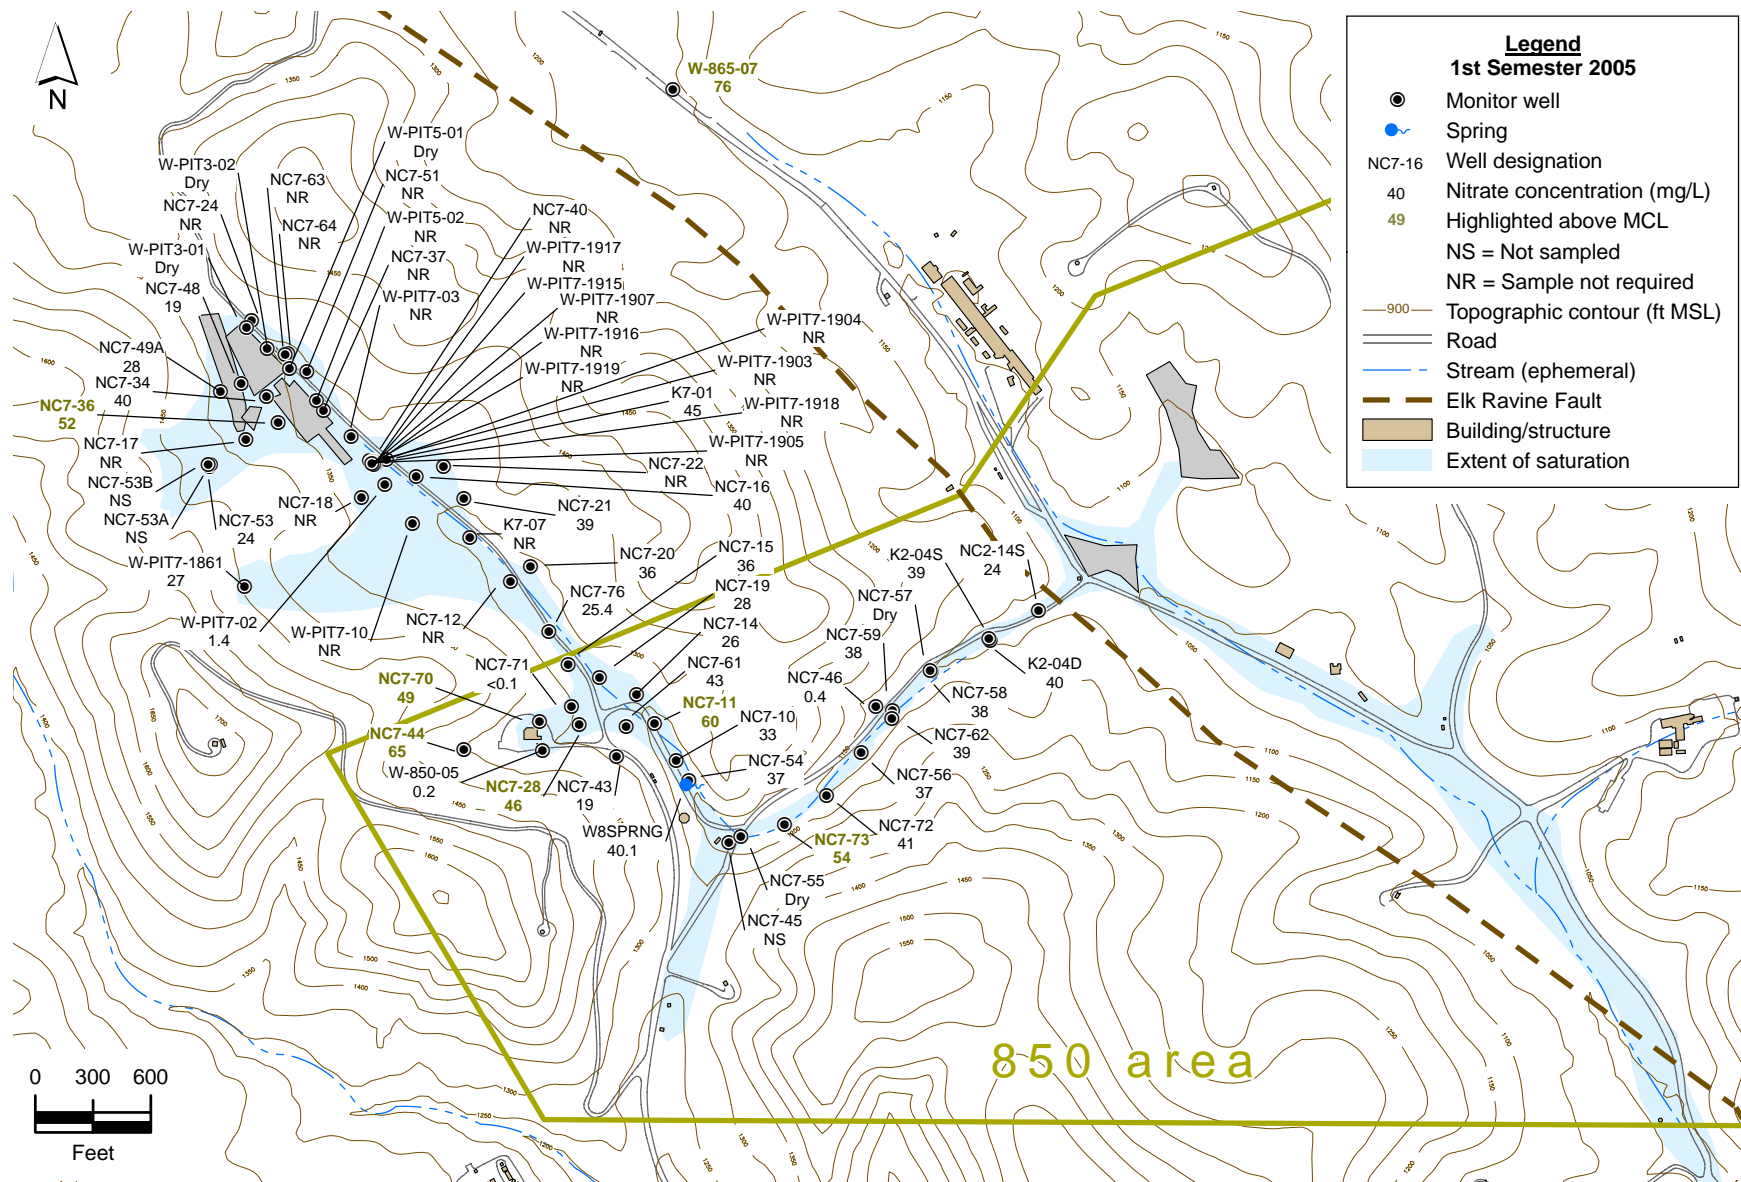 Legend
1st Semester 2005
Monitor well
Spring
NC7-16 Well designation
40 Nitrate concentration (mg/L)
49 Highlighted above MCL
NS = Not sampled
NR = Sample not required
900 Topographic contour (ft MSL)
Road
Stream (ephemeral)
Elk Ravine Fault
Building/structure
Extent of saturation
N
W-865-07
76
W-PIT5-01
Dry
W-PIT3-02
Dry
NC7-63
NR
NC7-51
NR
NC7-24
NR
NC7-64
NR
W-PIT5-02
NR
NC7-40
NR
W-PIT3-01
Dry
NC7-37
NR
W-PIT7-1917
NR
NC7-48
19
W-PIT7-03
NR
W-PIT7-1915
W-PIT7-1907
NR
W-PIT7-1904
NR
W-PIT7-1916
NR
NC7-49A
28
W-PIT7-1919
NR
W-PIT7-1903
NR
NC7-34
40
K7-01
45
NC7-36
52
W-PIT7-1918
NR
NC7-17
NR
W-PIT7-1905
NR
NC7-53B
NS
NC7-22
NR
NC7-18
NR
NC7-16
40
NC7-53A
NS
NC7-53
24
NC7-21
39
K7-07
NR
W-PIT7-1861
27
NC7-20
36
NC7-15
36
K2-04S
39
NC2-14S
24
NC7-76
25.4
NC7-19
28
NC7-57
Dry
W-PIT7-02
1.4
W-PIT7-10
NR
NC7-12
NR
NC7-14
26
NC7-59
38
NC7-71
<0.1
NC7-61
43
K2-04D
40
NC7-70
49
NC7-46
0.4
NC7-58
38
NC7-11
60
NC7-10
33
NC7-44
65
NC7-62
39
W-850-05
0.2
NC7-54
37
NC7-56
37
NC7-28
46
NC7-43
19
W8SPRNG
40.1
NC7-73
54
NC7-72
41
NC7-55
Dry
NC7-45
NS
850 area
0 300 600
Feet